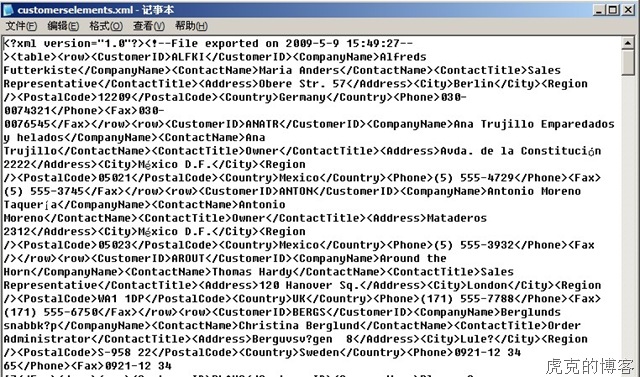 customerselements.xml - 记事本
文件(F) 编辑(E) 格式(O) 查看(V) 帮助(H)
<?xml version="1.0"?><!--File exported on 2009-5-9 15:49:27--
><table><row><CustomerID>ALFKI</CustomerID><CompanyName>Alfreds
Futterkiste</CompanyName><ContactName>Maria Anders</ContactName><ContactTitle>Sales
Representative</ContactTitle><Address>Obere Str. 57</Address><City>Berlin</City><Region
/><PostalCode>12209</PostalCode><Country>Germany</Country><Phone>030-
0074321</Phone><Fax>030-
0076545</Fax></row><row><CustomerID>ANATR</CustomerID><CompanyName>Ana Trujillo Emparedados
y helados</CompanyName><ContactName>Ana
Trujillo</ContactName><ContactTitle>Owner</ContactTitle><Address>Avda. de la Constitución
2222</Address><City>México D.F.</City><Region
/><PostalCode>05021</PostalCode><Country>Mexico</Country><Phone>(5) 555-4729</Phone><Fax>
(5) 555-3745</Fax></row><row><CustomerID>ANTON</CustomerID><CompanyName>Antonio Moreno
Taquería</CompanyName><ContactName>Antonio
Moreno</ContactName><ContactTitle>Owner</ContactTitle><Address>Mataderos
2312</Address><City>México D.F.</City><Region
/><PostalCode>05023</PostalCode><Country>Mexico</Country><Phone>(5) 555-3932</Phone><Fax
/></row><row><CustomerID>AROUT</CustomerID><CompanyName>Around the
Horn</CompanyName><ContactName>Thomas Hardy</ContactName><ContactTitle>Sales
Representative</ContactTitle><Address>120 Hanover Sq.</Address><City>London</City><Region
/><PostalCode>WA1 1DP</PostalCode><Country>UK</Country><Phone>(171) 555-7788</Phone><Fax>
(171) 555-6750</Fax></row><row><CustomerID>BERGS</CustomerID><CompanyName>Berglunds
snabbk?p</CompanyName><ContactName>Christina Berglund</ContactName><ContactTitle>Order
Administrator</ContactTitle><Address>Berguvsv?gen  8</Address><City>Lule?</City><Region
/><PostalCode>S-958 22</PostalCode><Country>Sweden</Country><Phone>0921-12 34
65</Phone><Fax>0921-12 34
虎克的博客